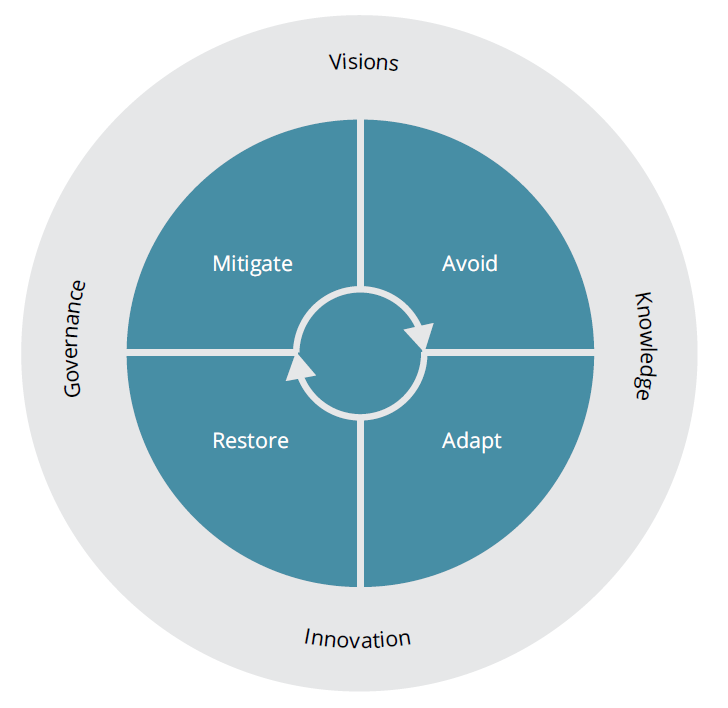 Visions
Mitigate
Avoid
Governance
Knowledge
Restore
Adapt
Innovation